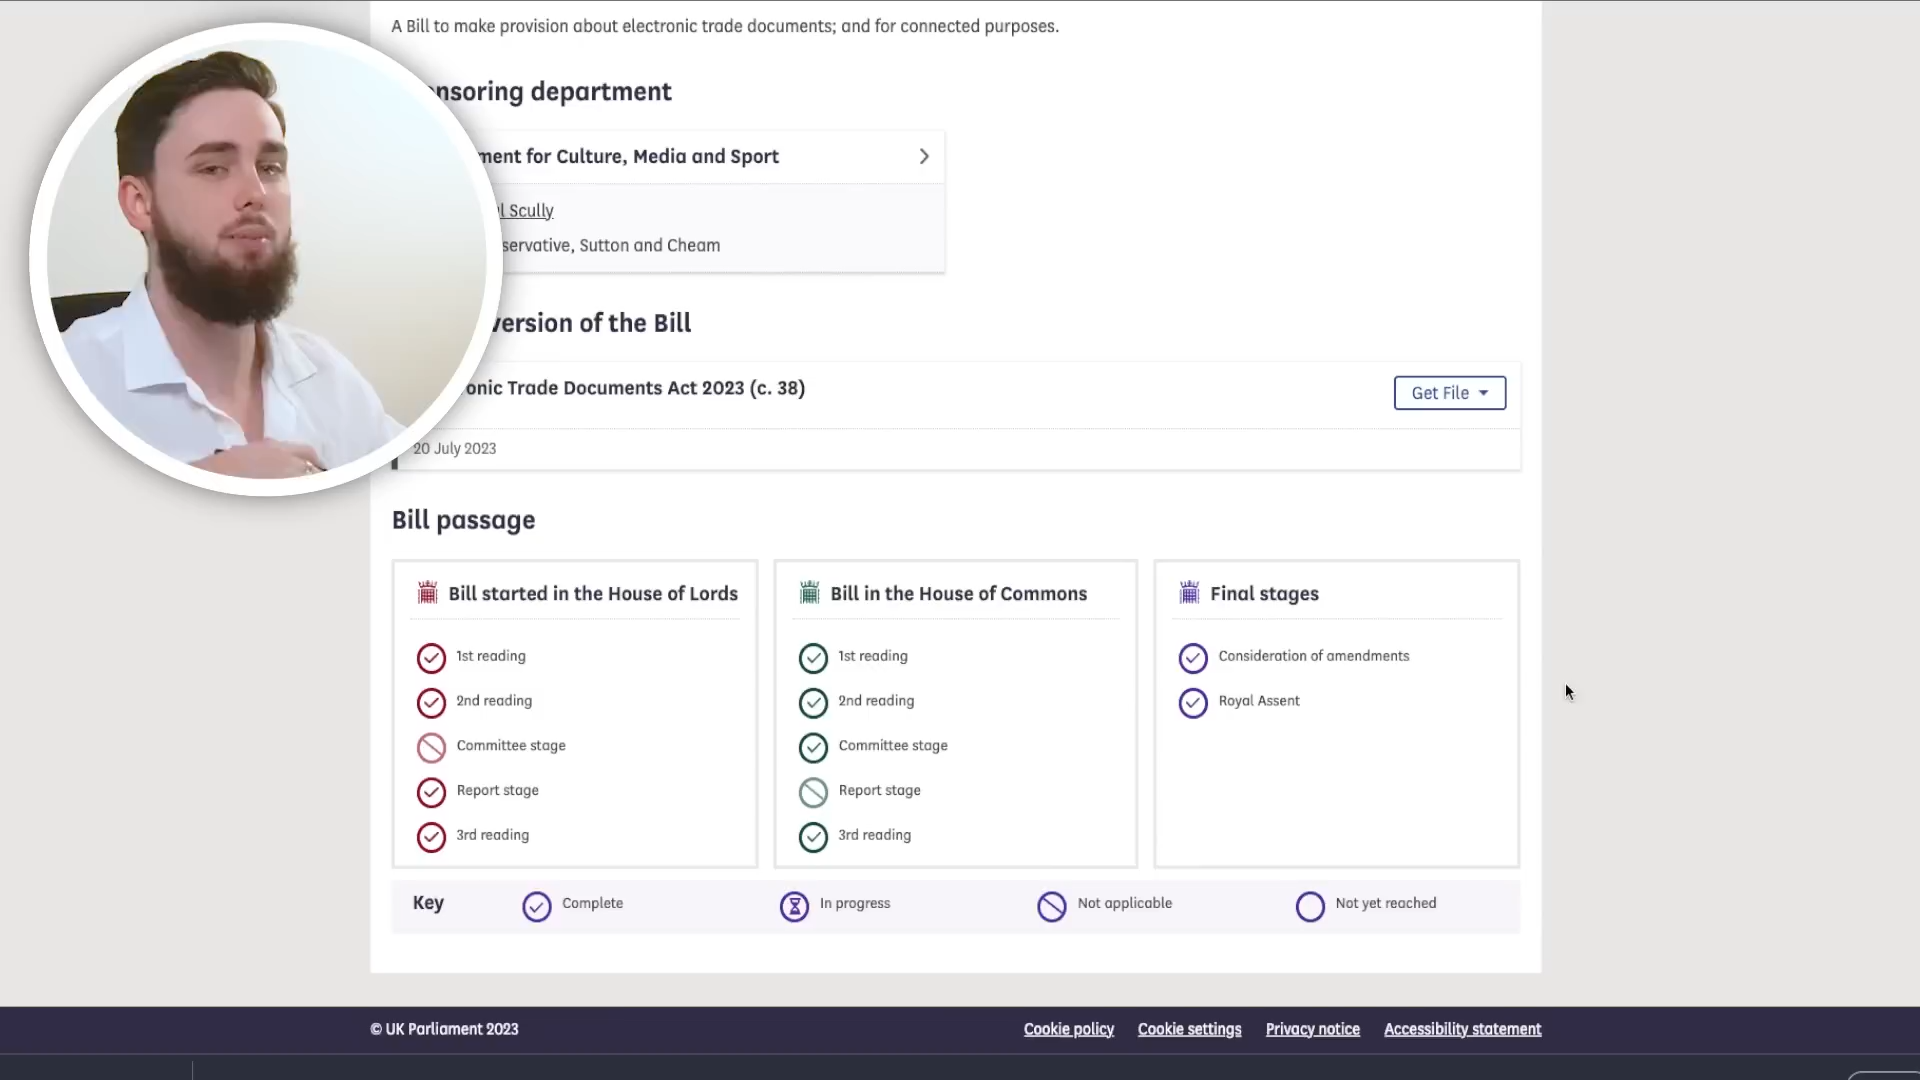 A Bill to make provision about electronic trade documents; and for connected purposes.
nsoring department
ment for Culture, Media and Sport
l Scully
servative, Sutton and Cheam
version of the Bill
onic Trade Documents Act 2023 (c. 38)
Get File
20 July 2023
Bill passage
Bill started in the House of Lords
1st reading
2nd reading
Committee stage
Report stage
3rd reading
Bill in the House of Commons
1st reading
2nd reading
Committee stage
Report stage
3rd reading
Final stages
Consideration of amendments
Royal Assent
Key
Complete
In progress
Not applicable
Not yet reached
© UK Parliament 2023
Cookie policy
Cookie settings
Privacy notice
Accessibility statement